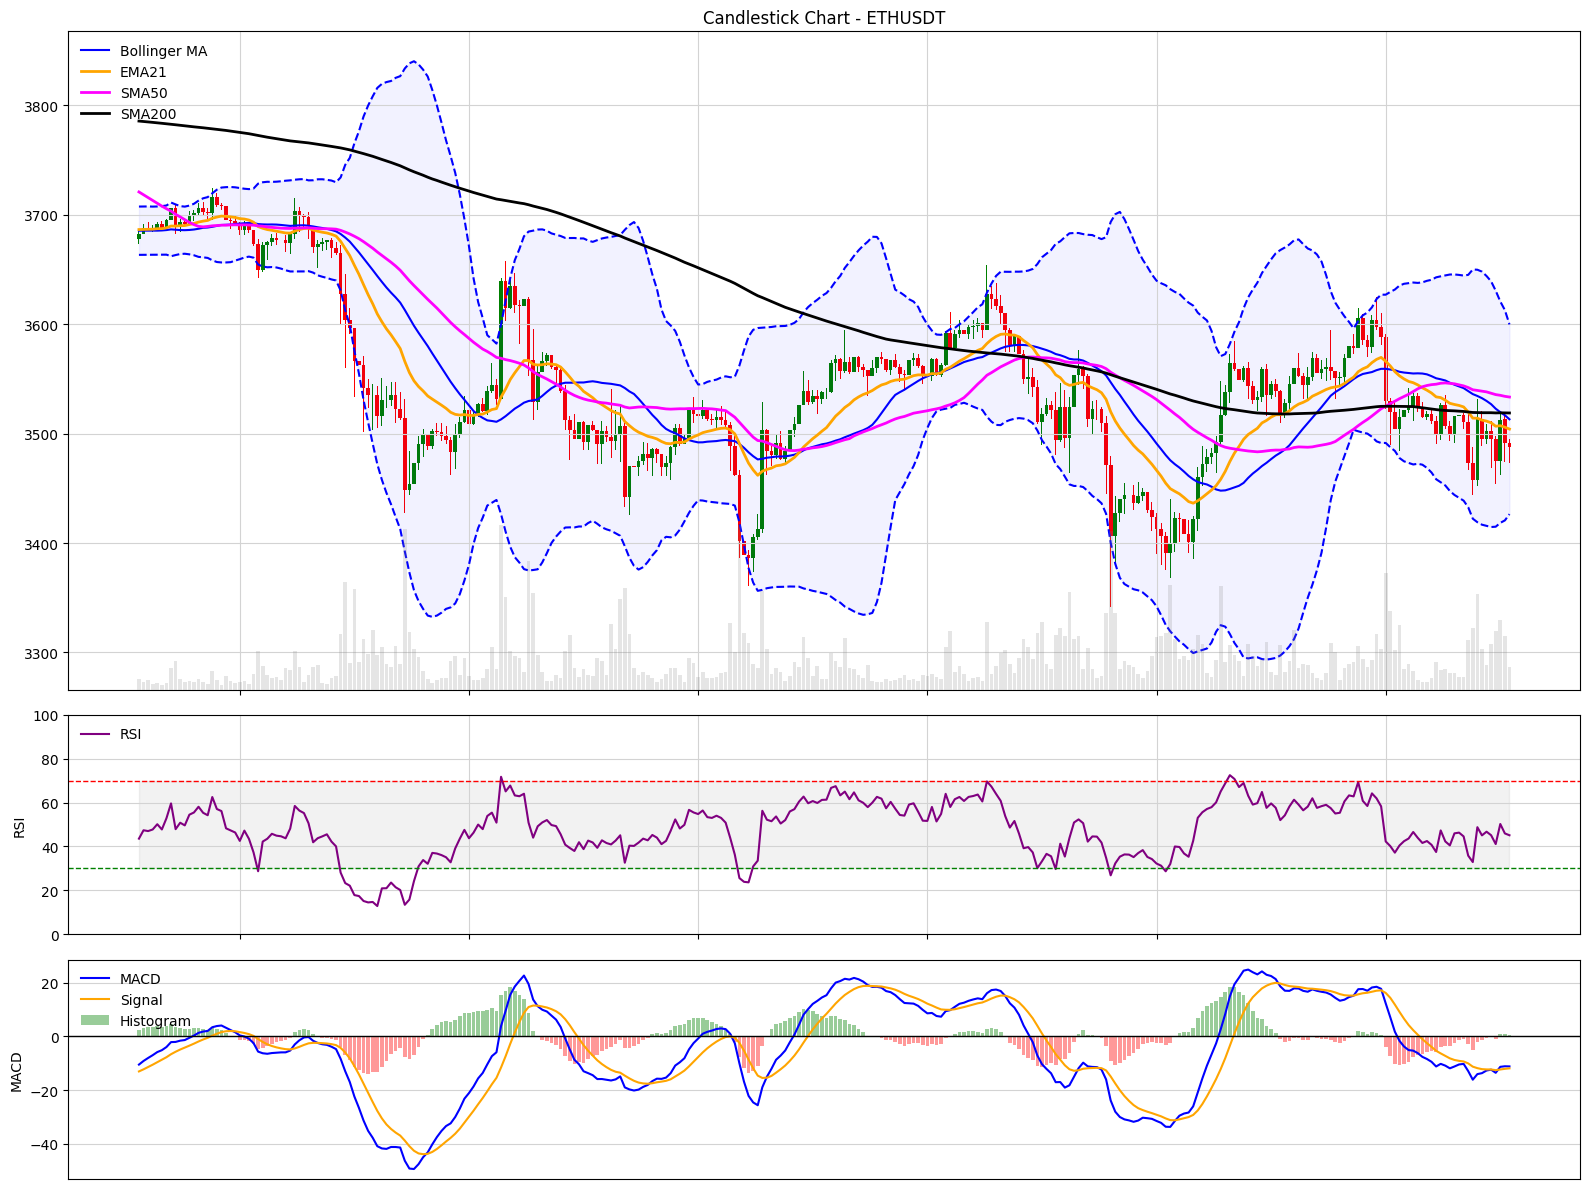 Candlestick Chart - ETHUSDT
Bollinger MA
EMA21
SMA50
SMA200
3800
3700
3600
3500
3400
3300
RSI
100
80
60
40
20
0
RSI
MACD
Signal
Histogram
20
0
−20
−40
MACD